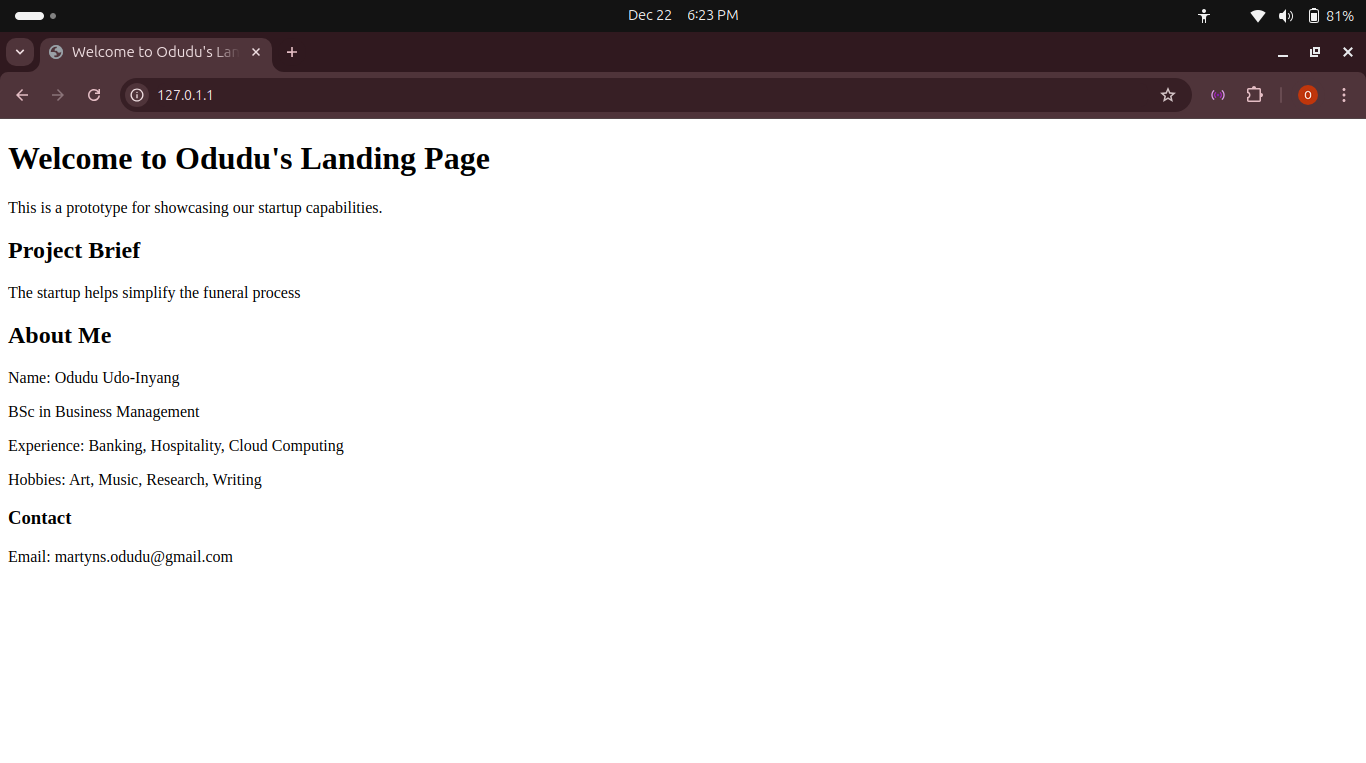 Dec 22 6:23 PM
81%
Welcome to Odudu's Lan
127.0.1.1
O
Welcome to Odudu's Landing Page
This is a prototype for showcasing our startup capabilities.
Project Brief
The startup helps simplify the funeral process
About Me
Name: Odudu Udo-Inyang
BSc in Business Management
Experience: Banking, Hospitality, Cloud Computing
Hobbies: Art, Music, Research, Writing
Contact
Email: martyns.odudu@gmail.com